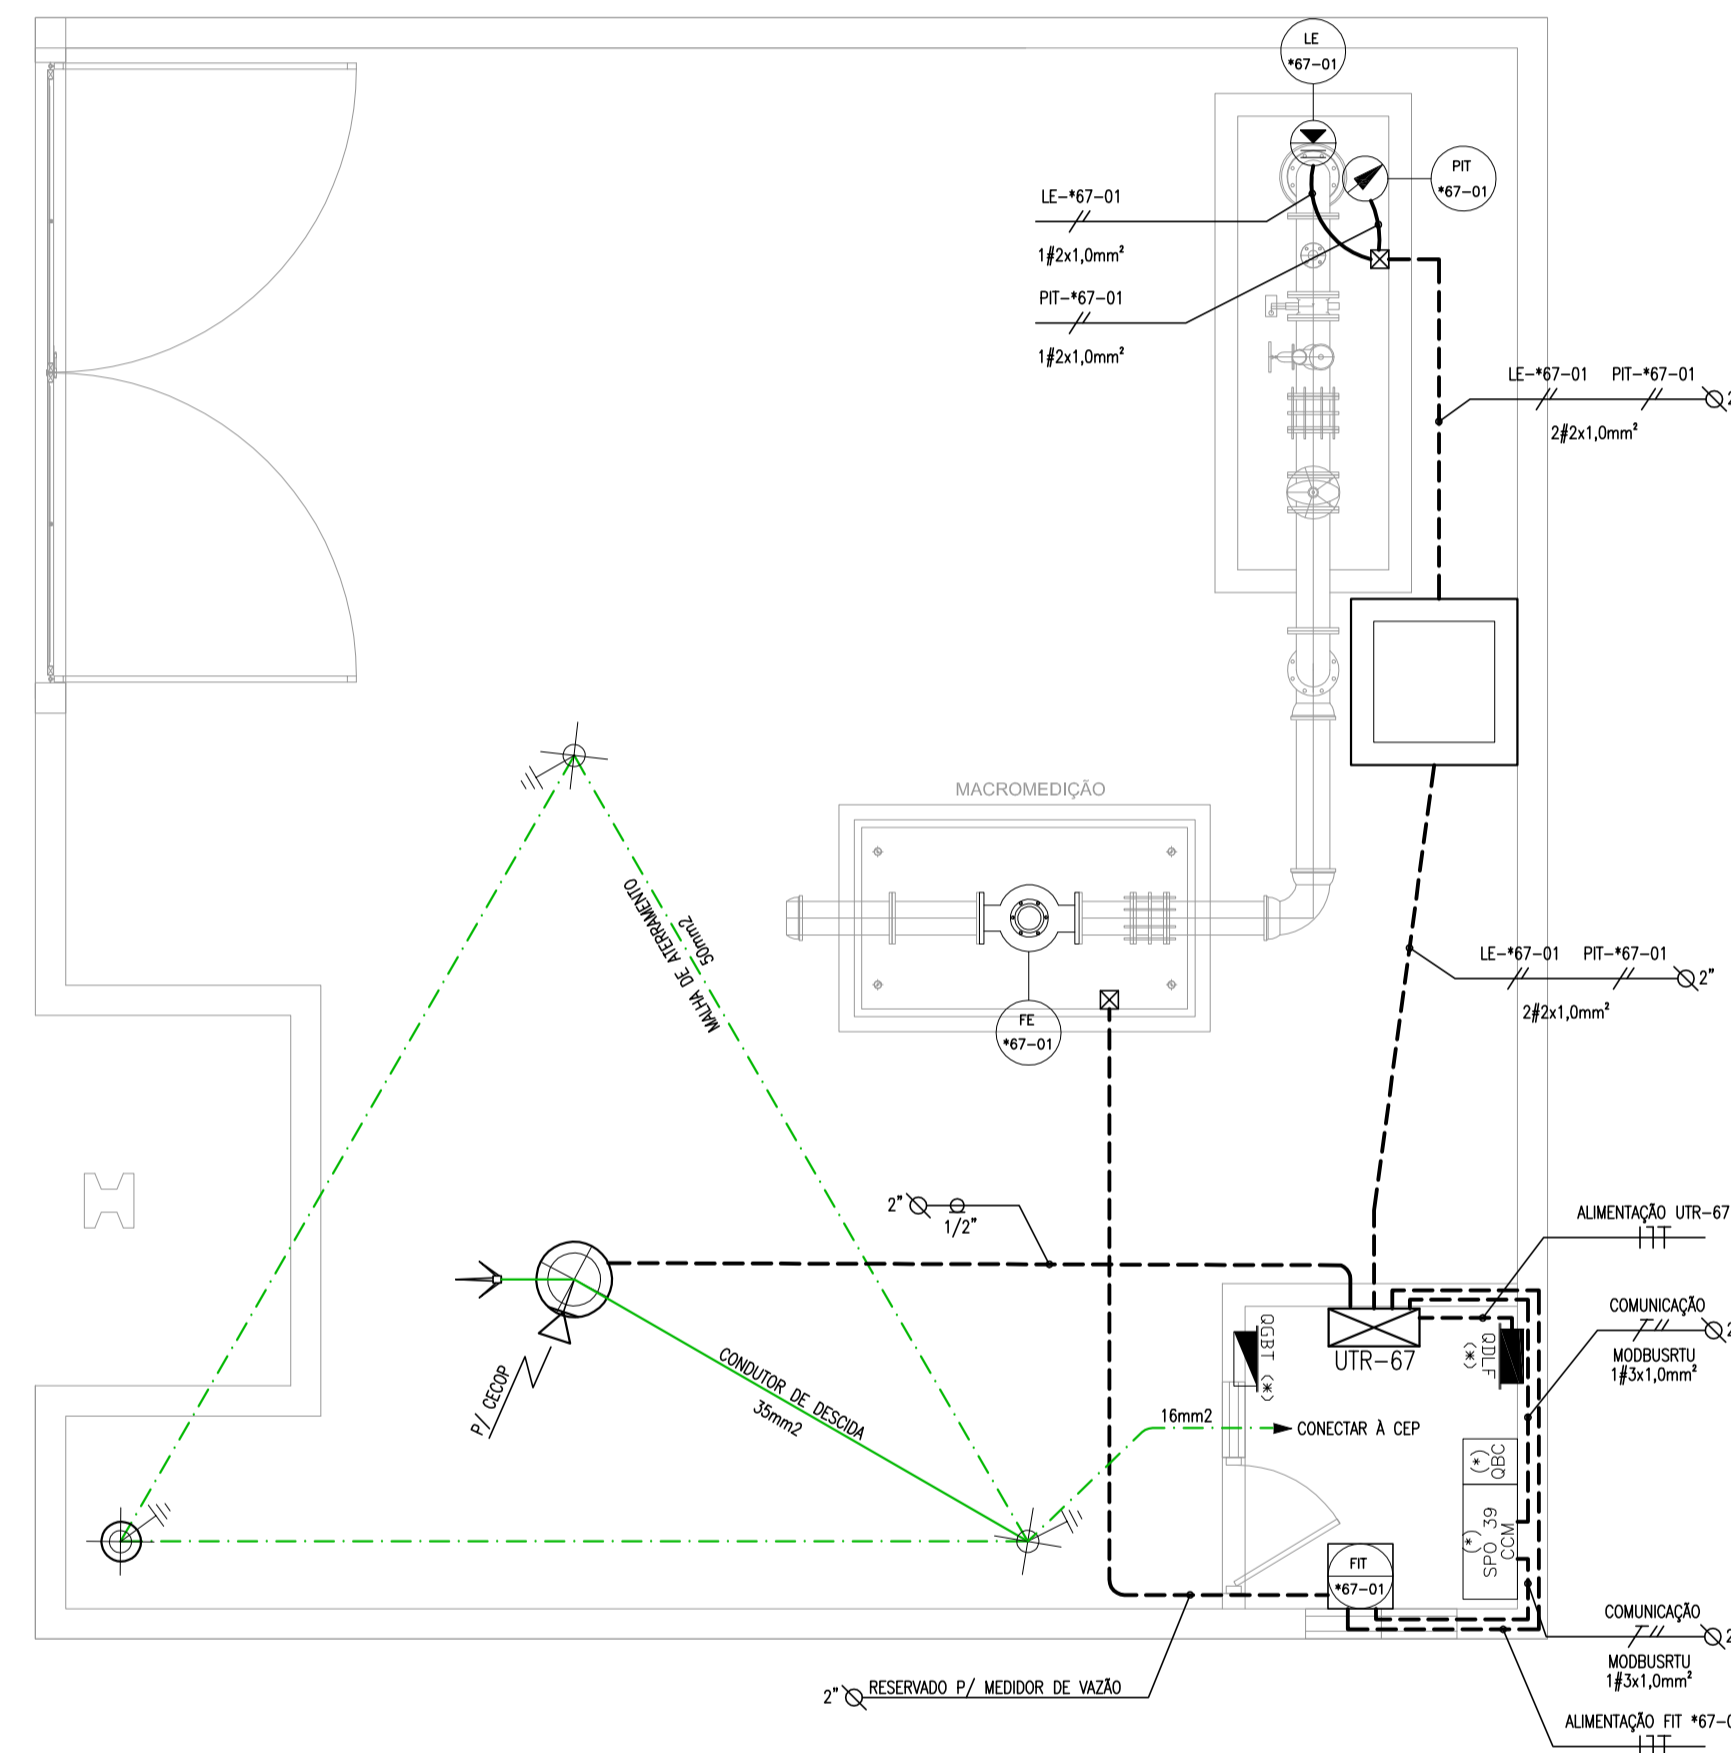 LE
*67-01
PIT
*67-01
LE-*67-01
1#2x1,0mm²
PIT-*67-01
1#2x1,0mm²
LE-*67-01 PIT-*67-01
2#2x1,0mm²
MACROMEDIÇÃO
MALHA DE ATERRAMENTO
50mm2
FE
*67-01
LE-*67-01 PIT-*67-01
2"
2#2x1,0mm²
2"
1/2"
ALIMENTAÇÃO UTR-67
COMUNICAÇÃO
MODBUSRTU
1#3x1,0mm²
QGBT (*)
UTR-67
QDLF
(*)
P/ CECOP
CONDUTOR DE DESCIDA
35mm2
16mm2
CONECTAR À CEP
(*)
QBC
(*)
SPO 39
CCM
FIT
*67-01
COMUNICAÇÃO
MODBUSRTU
1#3x1,0mm²
2" RESERVADO P/ MEDIDOR DE VAZÃO
ALIMENTAÇÃO FIT